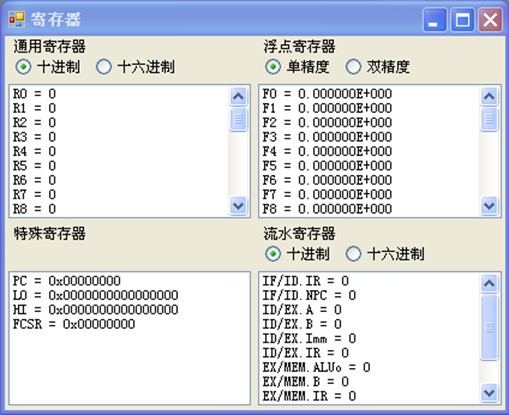 寄存器
通用寄存器
十进制 十六进制
R0 = 0
R1 = 0
R2 = 0
R3 = 0
R4 = 0
R5 = 0
R6 = 0
R7 = 0
R8 = 0
浮点寄存器
单精度 双精度
F0 = 0.000000E+000
F1 = 0.000000E+000
F2 = 0.000000E+000
F3 = 0.000000E+000
F4 = 0.000000E+000
F5 = 0.000000E+000
F6 = 0.000000E+000
F7 = 0.000000E+000
F8 = 0.000000E+000
特殊寄存器
PC = 0x00000000
LO = 0x0000000000000000
HI = 0x0000000000000000
FCSR = 0x00000000
流水寄存器
十进制 十六进制
IF/ID.IR = 0
IF/ID.NPC = 0
ID/EX.A = 0
ID/EX.B = 0
ID/EX.Imm = 0
ID/EX.IR = 0
EX/MEM.ALUo = 0
EX/MEM.B = 0
EX/MEM.IR = 0